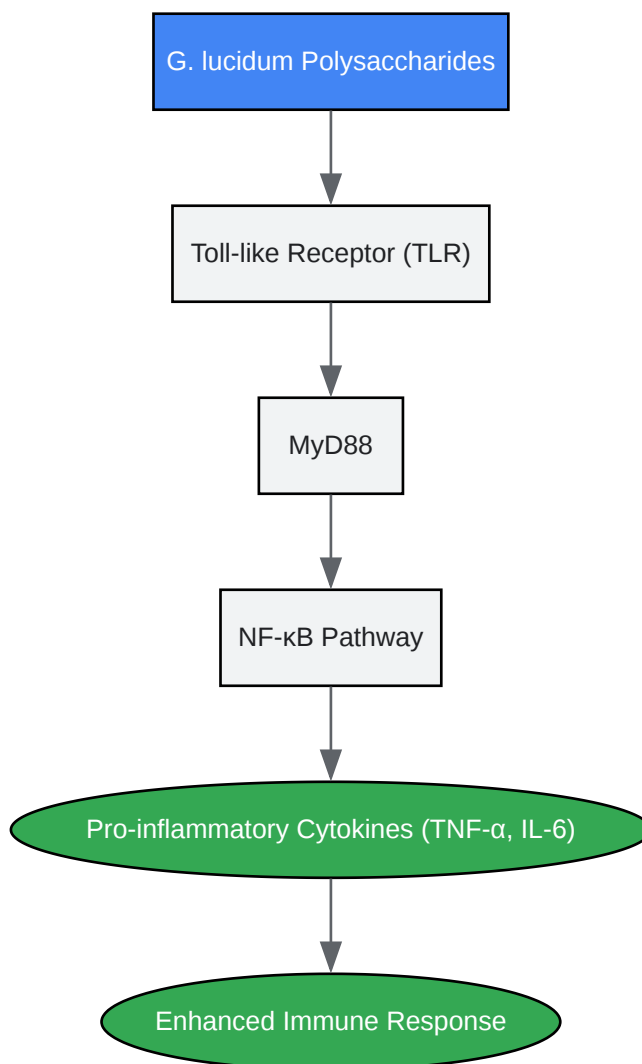 G. lucidum Polysaccharides
Toll-like Receptor (TLR)
MyD88
NF-κB Pathway
Pro-inflammatory Cytokines (TNF-α, IL-6)
Enhanced Immune Response